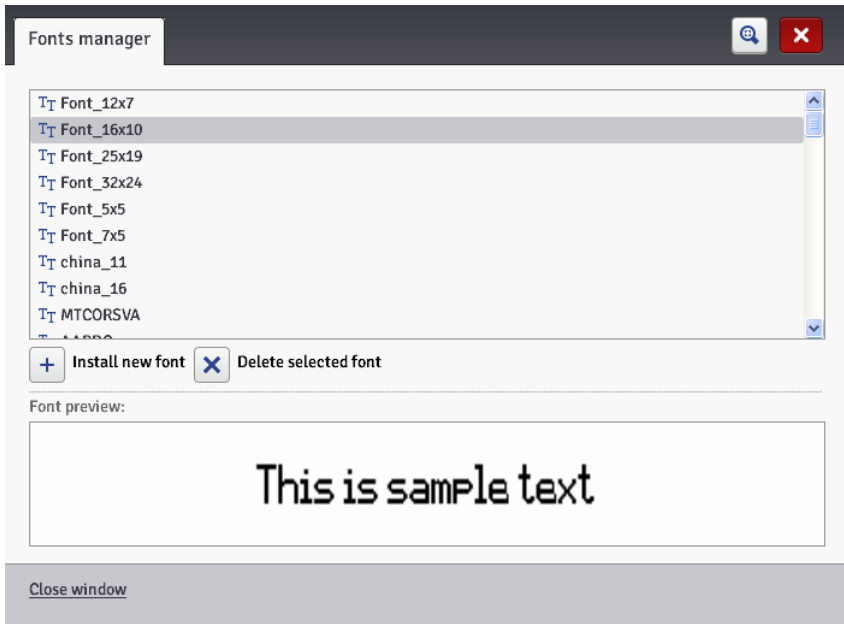 Fonts manager
Font_12x7
Font_16x10
Font_25x19
Font_32x24
Font_5x5
Font_7x5
china_11
china_16
MTCORSVA
Install new font Delete selected font
Font preview:
This is sample text
Close window